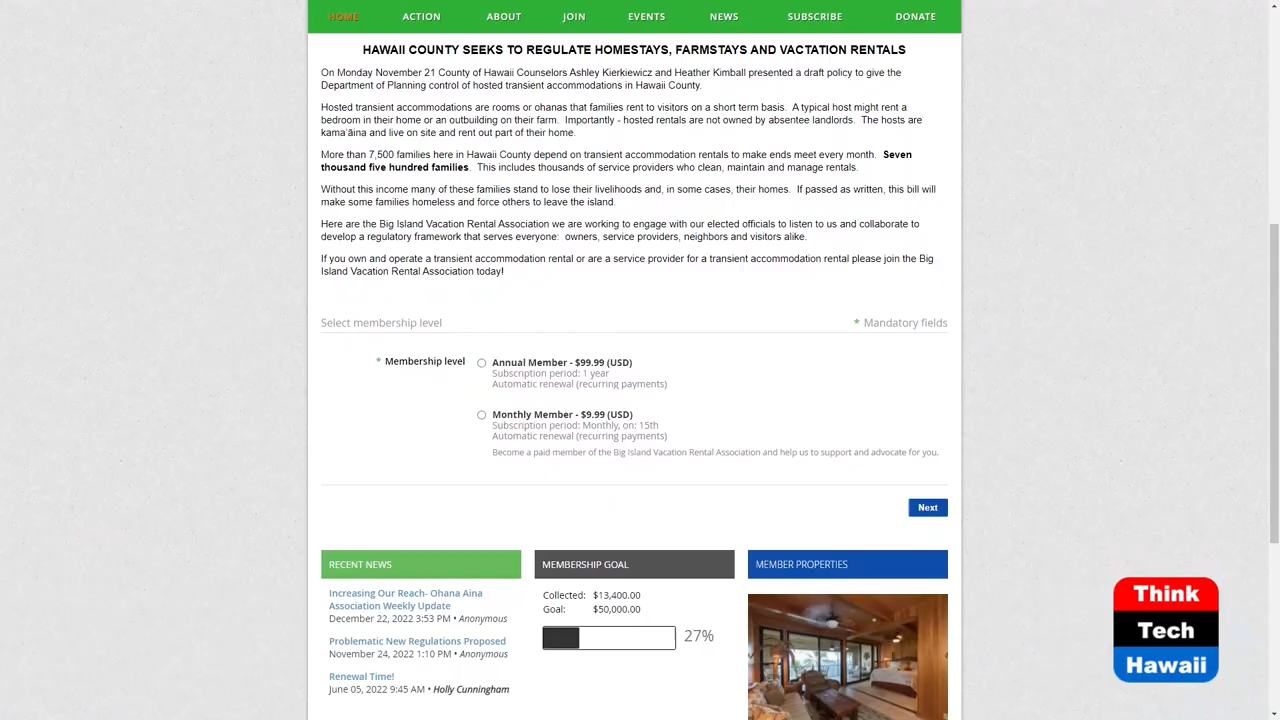 HOME ACTION ABOUT JOIN EVENTS NEWS SUBSCRIBE DONATE
HAWAII COUNTY SEEKS TO REGULATE HOMESTAYS, FARMSTAYS AND VACTATION RENTALS
On Monday November 21 County of Hawaii Counselors Ashley Kierkiewicz and Heather Kimball presented a draft policy to give the
Department of Planning control of hosted transient accommodations in Hawaii County.
Hosted transient accommodations are rooms or ohanas that families rent to visitors on a short term basis. A typical host might rent a
bedroom in their home or an outbuilding on their farm. Importantly - hosted rentals are not owned by absentee landlords. The hosts are
kamaʻāina and live on site and rent out part of their home.
More than 7,500 families here in Hawaii County depend on transient accommodation rentals to make ends meet every month. Seven
thousand five hundred families. This includes thousands of service providers who clean, maintain and manage rentals.
Without this income many of these families stand to lose their livelihoods and, in some cases, their homes. If passed as written, this bill will
make some families homeless and force others to leave the island.
Here are the Big Island Vacation Rental Association we are working to engage with our elected officials to listen to us and collaborate to
develop a regulatory framework that serves everyone: owners, service providers, neighbors and visitors alike.
If you own and operate a transient accommodation rental or are a service provider for a transient accommodation rental please join the Big
Island Vacation Rental Association today!
Select membership level * Mandatory fields
* Membership level
Annual Member - $99.99 (USD)
Subscription period: 1 year
Automatic renewal (recurring payments)
Monthly Member - $9.99 (USD)
Subscription period: Monthly, on: 15th
Automatic renewal (recurring payments)
Become a paid member of the Big Island Vacation Rental Association and help us to support and advocate for you.
Next
RECENT NEWS
Increasing Our Reach- Ohana Aina
Association Weekly Update
December 22, 2022 3:53 PM • Anonymous
Problematic New Regulations Proposed
November 24, 2022 1:10 PM • Anonymous
Renewal Time!
June 05, 2022 9:45 AM • Holly Cunningham
MEMBERSHIP GOAL
Collected: $13,400.00
Goal: $50,000.00
27%
MEMBER PROPERTIES
Think
Tech
Hawaii